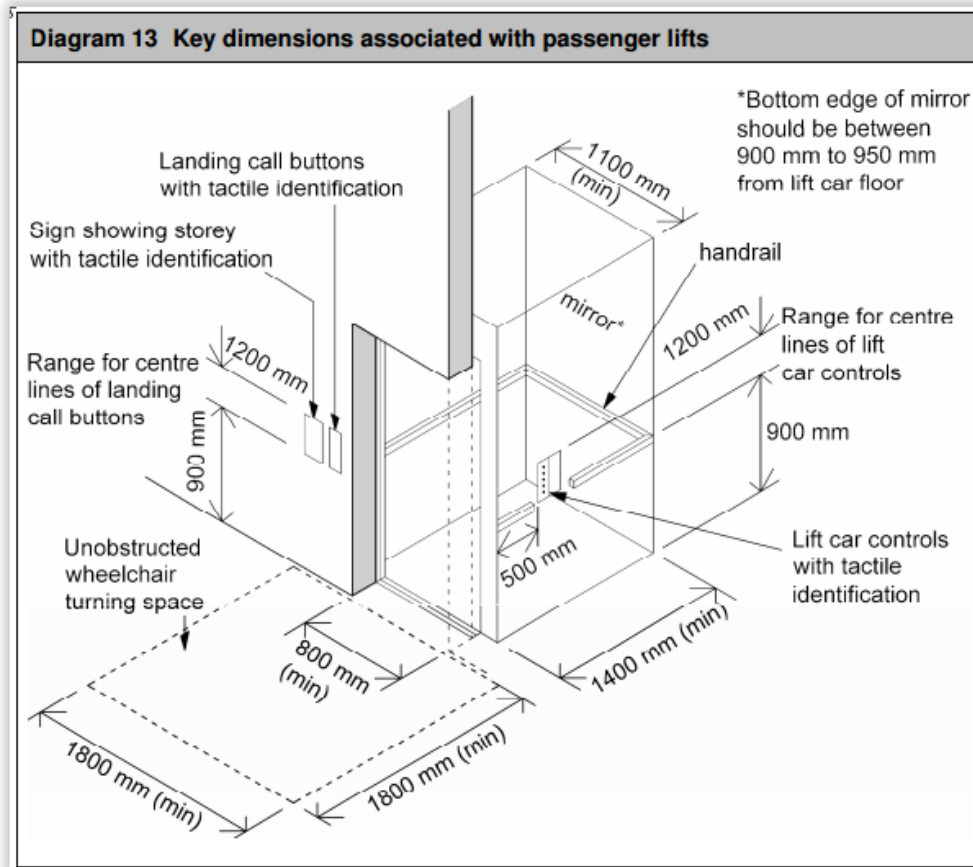 Diagram 13 Key dimensions associated with passenger lifts
*Bottom edge of mirror
should be between
900 mm to 950 mm
from lift car floor
1100 mm
(min)
Landing call buttons
with tactile identification
Sign showing storey
with tactile identification
handrail
mirror*
1200 mm
Range for centre
lines of lift
car controls
1200 mm
Range for centre
lines of landing
call buttons
900 mm
900 mm
Unobstructed
wheelchair
turning space
500 mm
Lift car controls
with tactile
identification
800 mm
(min)
1400 mm (min)
1800 mm (min)
1800 mm (min)